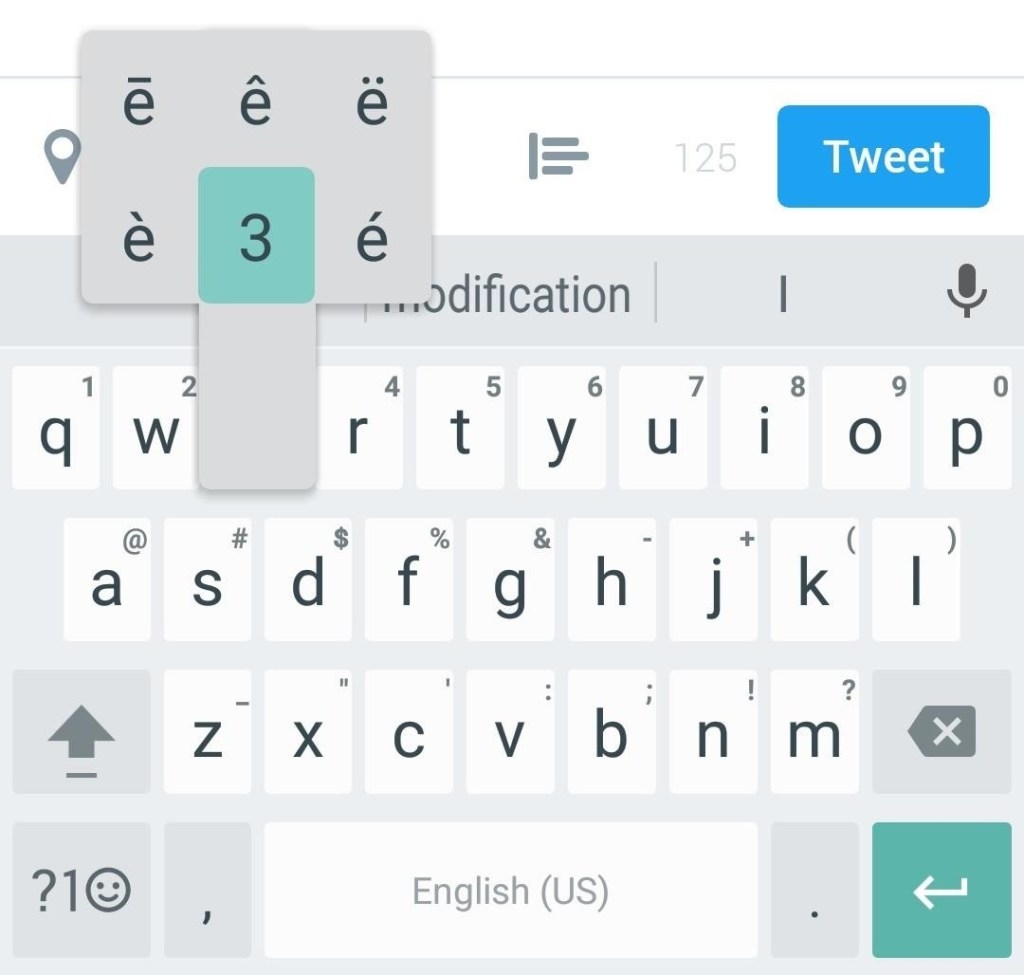 ē ê ë
125 Tweet
è 3 é
modification I
q 1 w 2 r 4 t 5 y 6 u 7 i 8 o 9 p 0
a @ s # d $ f % g & h - j + k ( l )
z _ x " c ' v : b ; n ! m ?
?1☺ , English (US) .